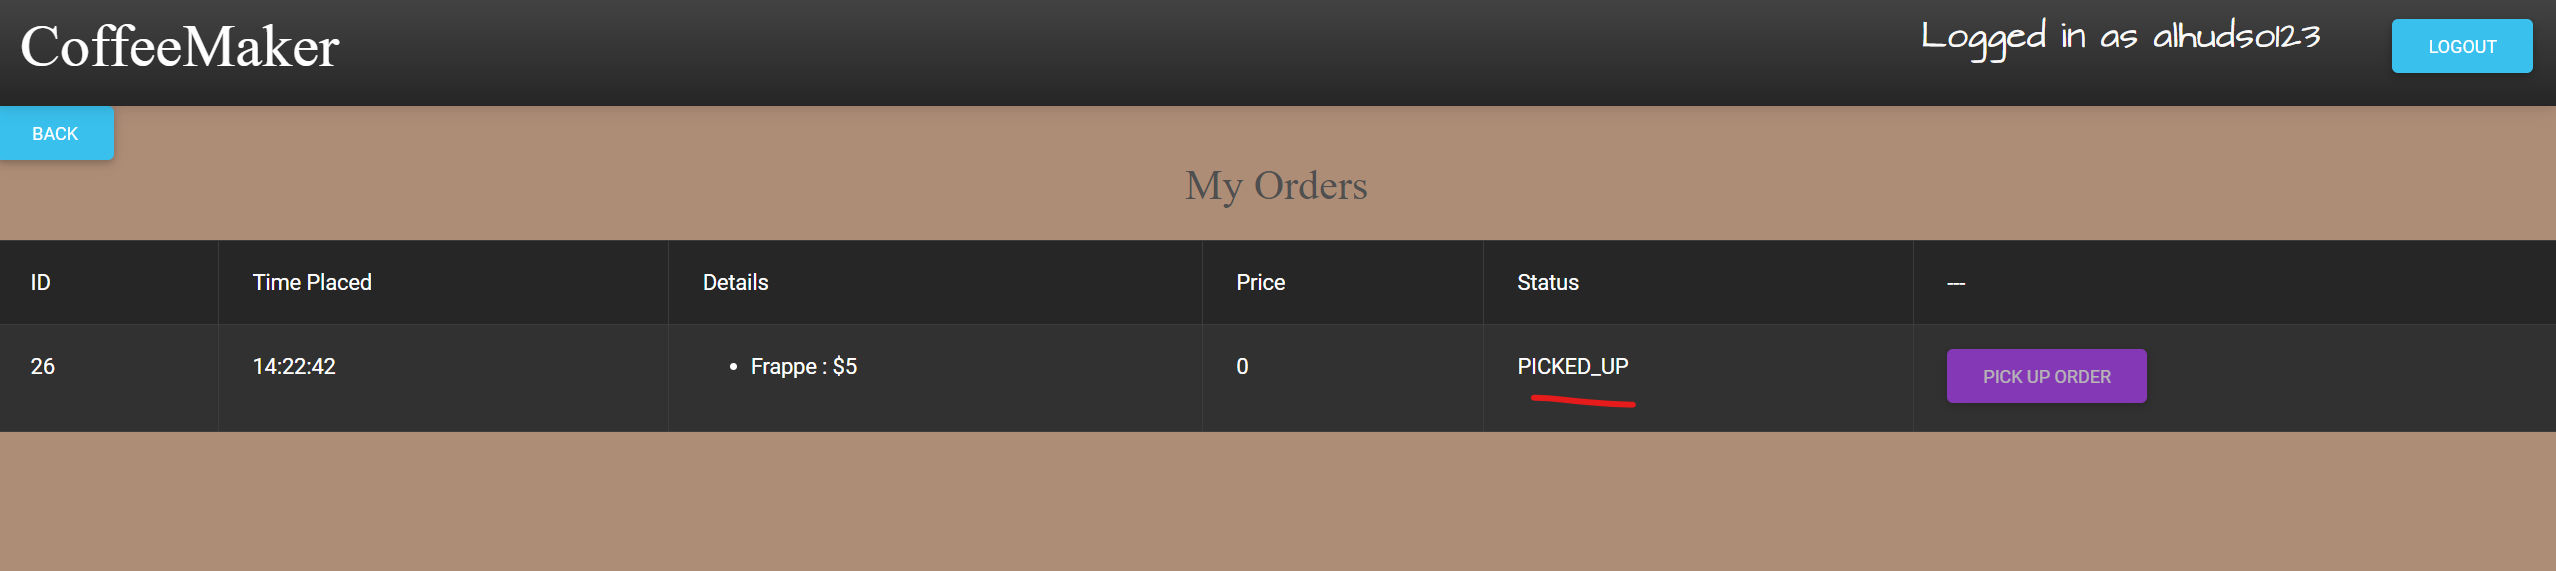 CoffeeMaker
Logged in as alhudso123
LOGOUT
BACK
My Orders
ID Time Placed Details Price Status ---
26 14:22:42 • Frappe : $5 0 PICKED_UP PICK UP ORDER